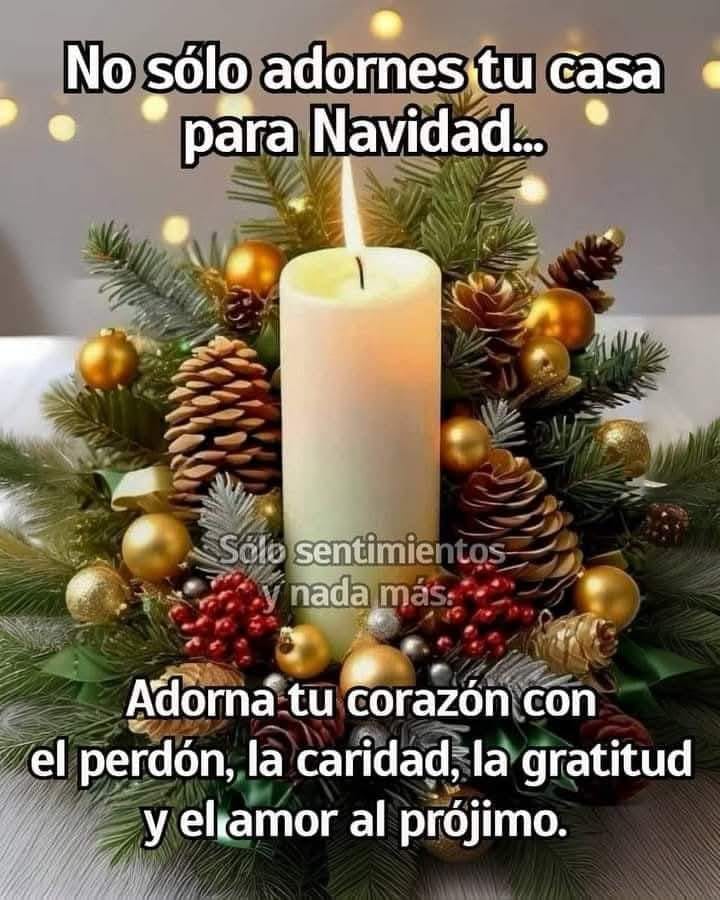 No sólo adornes tu casa
para Navidad...
Sólo sentimientos
y nada más.
Adorna tu corazón con
el perdón, la caridad, la gratitud
y el amor al prójimo.